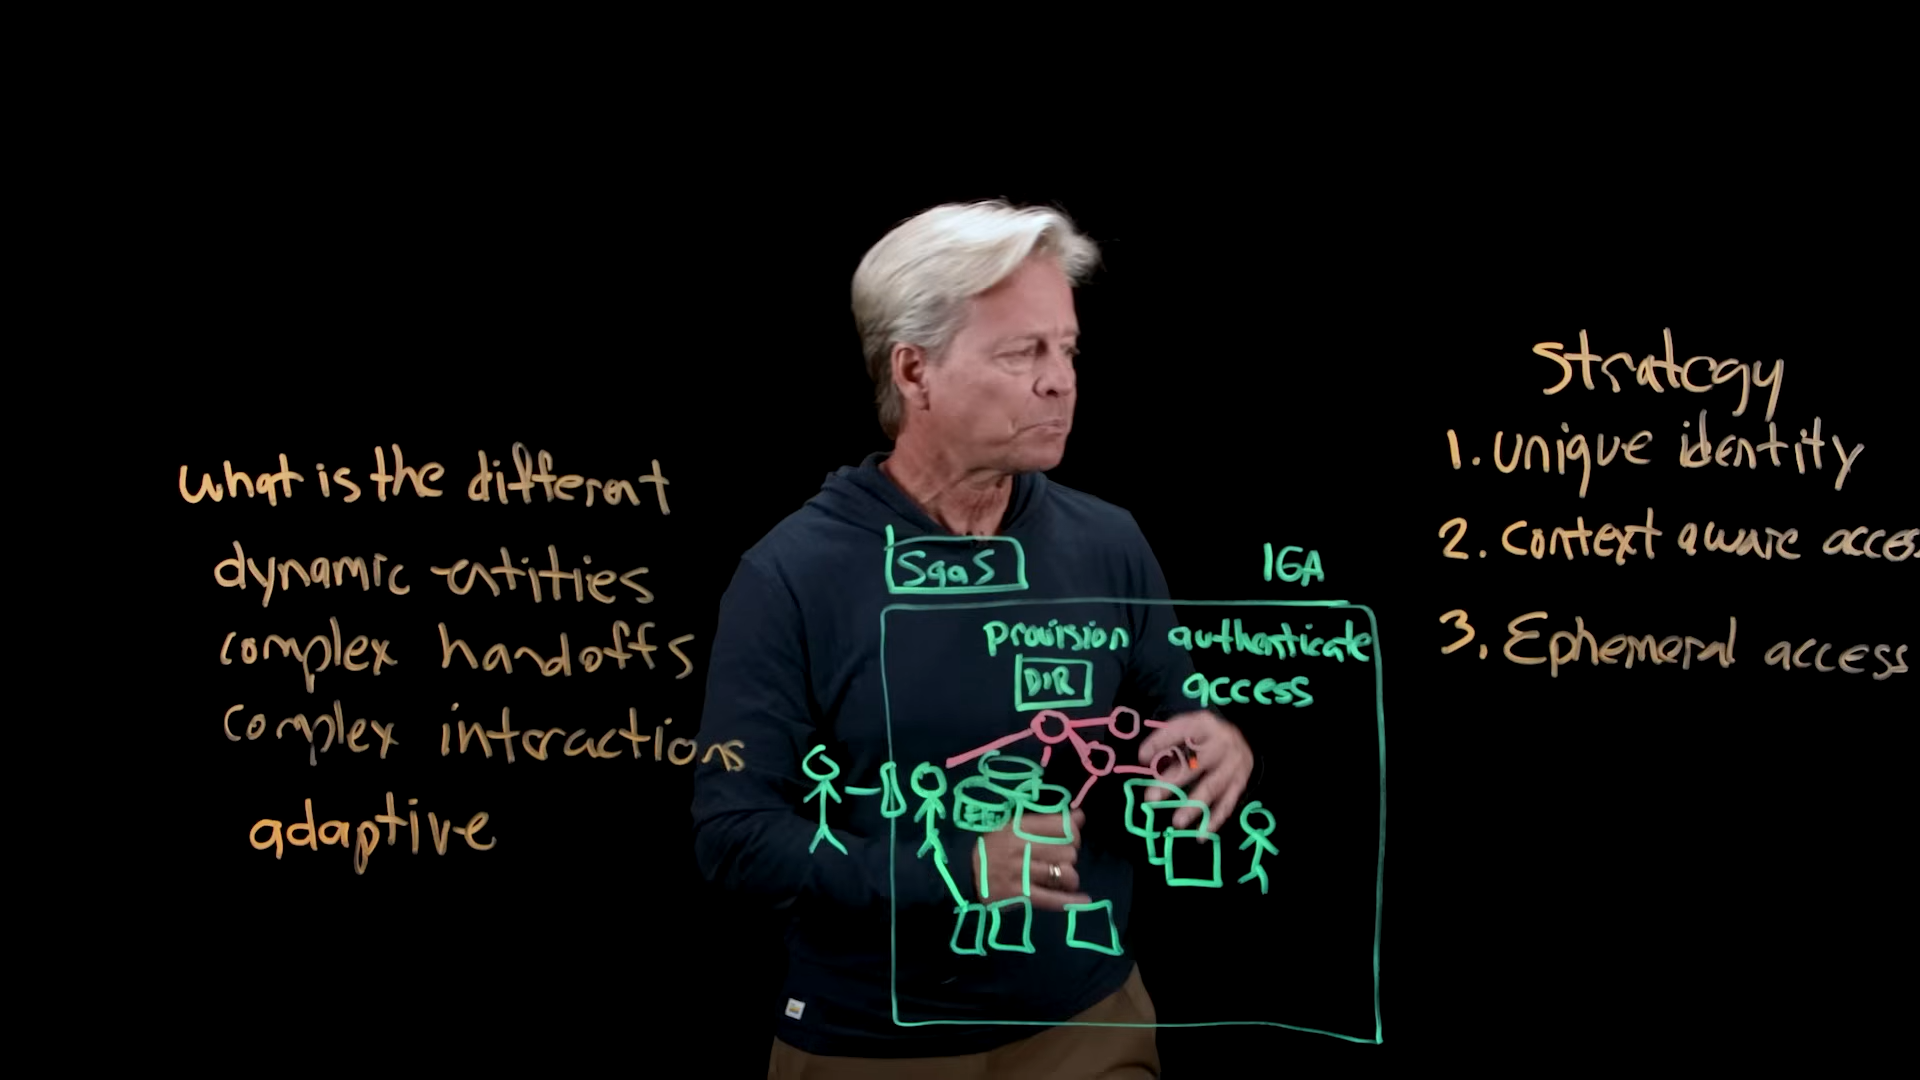 what is the different
dynamic entities
complex handoffs
complex interactions
adaptive
SaaS
IGA
provision
DIR
authenticate
access
Strategy
1. unique identity
2. Context aware access
3. Ephemeral access